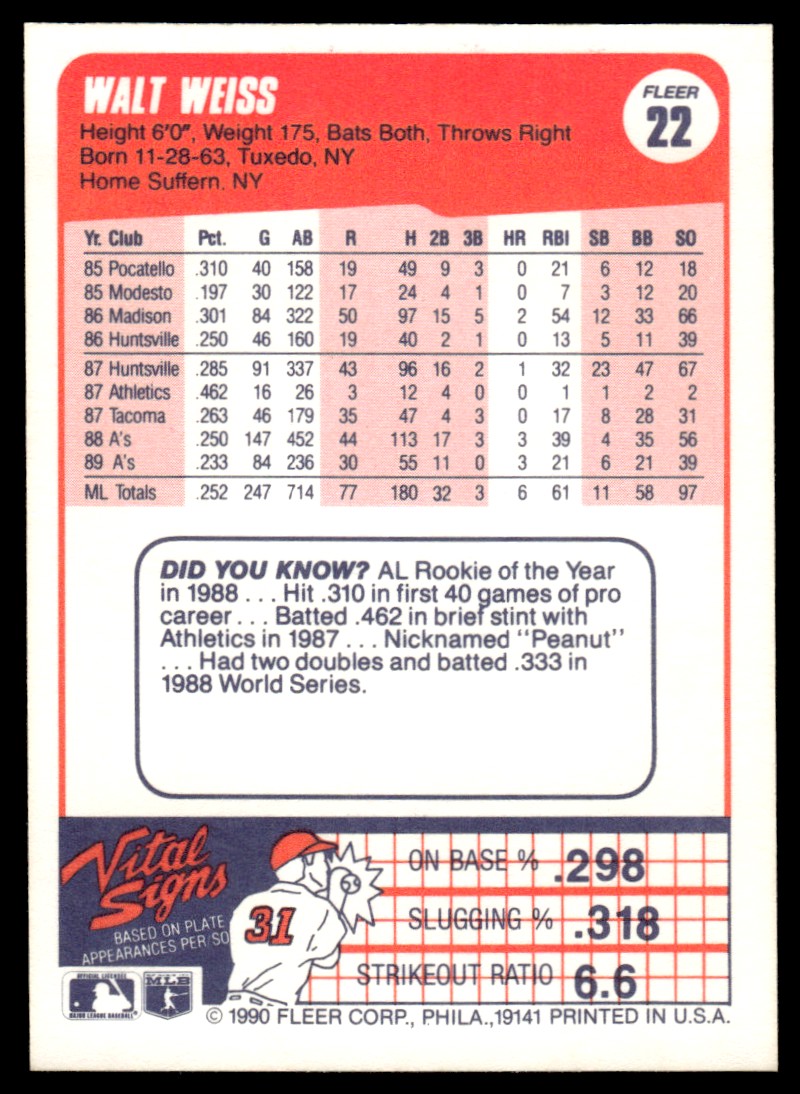 WALT WEISS
FLEER
22
Height 6'0", Weight 175, Bats Both, Throws Right
Born 11-28-63, Tuxedo, NY
Home Suffern, NY
Yr. Club Pct. G AB R H 2B 3B HR RBI SB BB SO
85 Pocatello .310 40 158 19 49 9 3 0 21 6 12 18
85 Modesto .197 30 122 17 24 4 1 0 7 3 12 20
86 Madison .301 84 322 50 97 15 5 2 54 12 33 66
86 Huntsville .250 46 160 19 40 2 1 0 13 5 11 39
87 Huntsville .285 91 337 43 96 16 2 1 32 23 47 67
87 Athletics .462 16 26 3 12 4 0 0 1 1 2 2
87 Tacoma .263 46 179 35 47 4 3 0 17 8 28 31
88 A's .250 147 452 44 113 17 3 3 39 4 35 56
89 A's .233 84 236 30 55 11 0 3 21 6 21 39
ML Totals .252 247 714 77 180 32 3 6 61 11 58 97
DID YOU KNOW? AL Rookie of the Year
in 1988 . . . Hit .310 in first 40 games of pro
career . . . Batted .462 in brief stint with
Athletics in 1987 . . . Nicknamed "Peanut"
. . . Had two doubles and batted .333 in
1988 World Series.
Vital
Signs
BASED ON PLATE
APPEARANCES PER SO
31
ON BASE % .298
SLUGGING % .318
STRIKEOUT RATIO 6.6
OFFICIAL LICENSEE
MAJOR LEAGUE BASEBALL
MLB
© 1990 FLEER CORP., PHILA., 19141 PRINTED IN U.S.A.